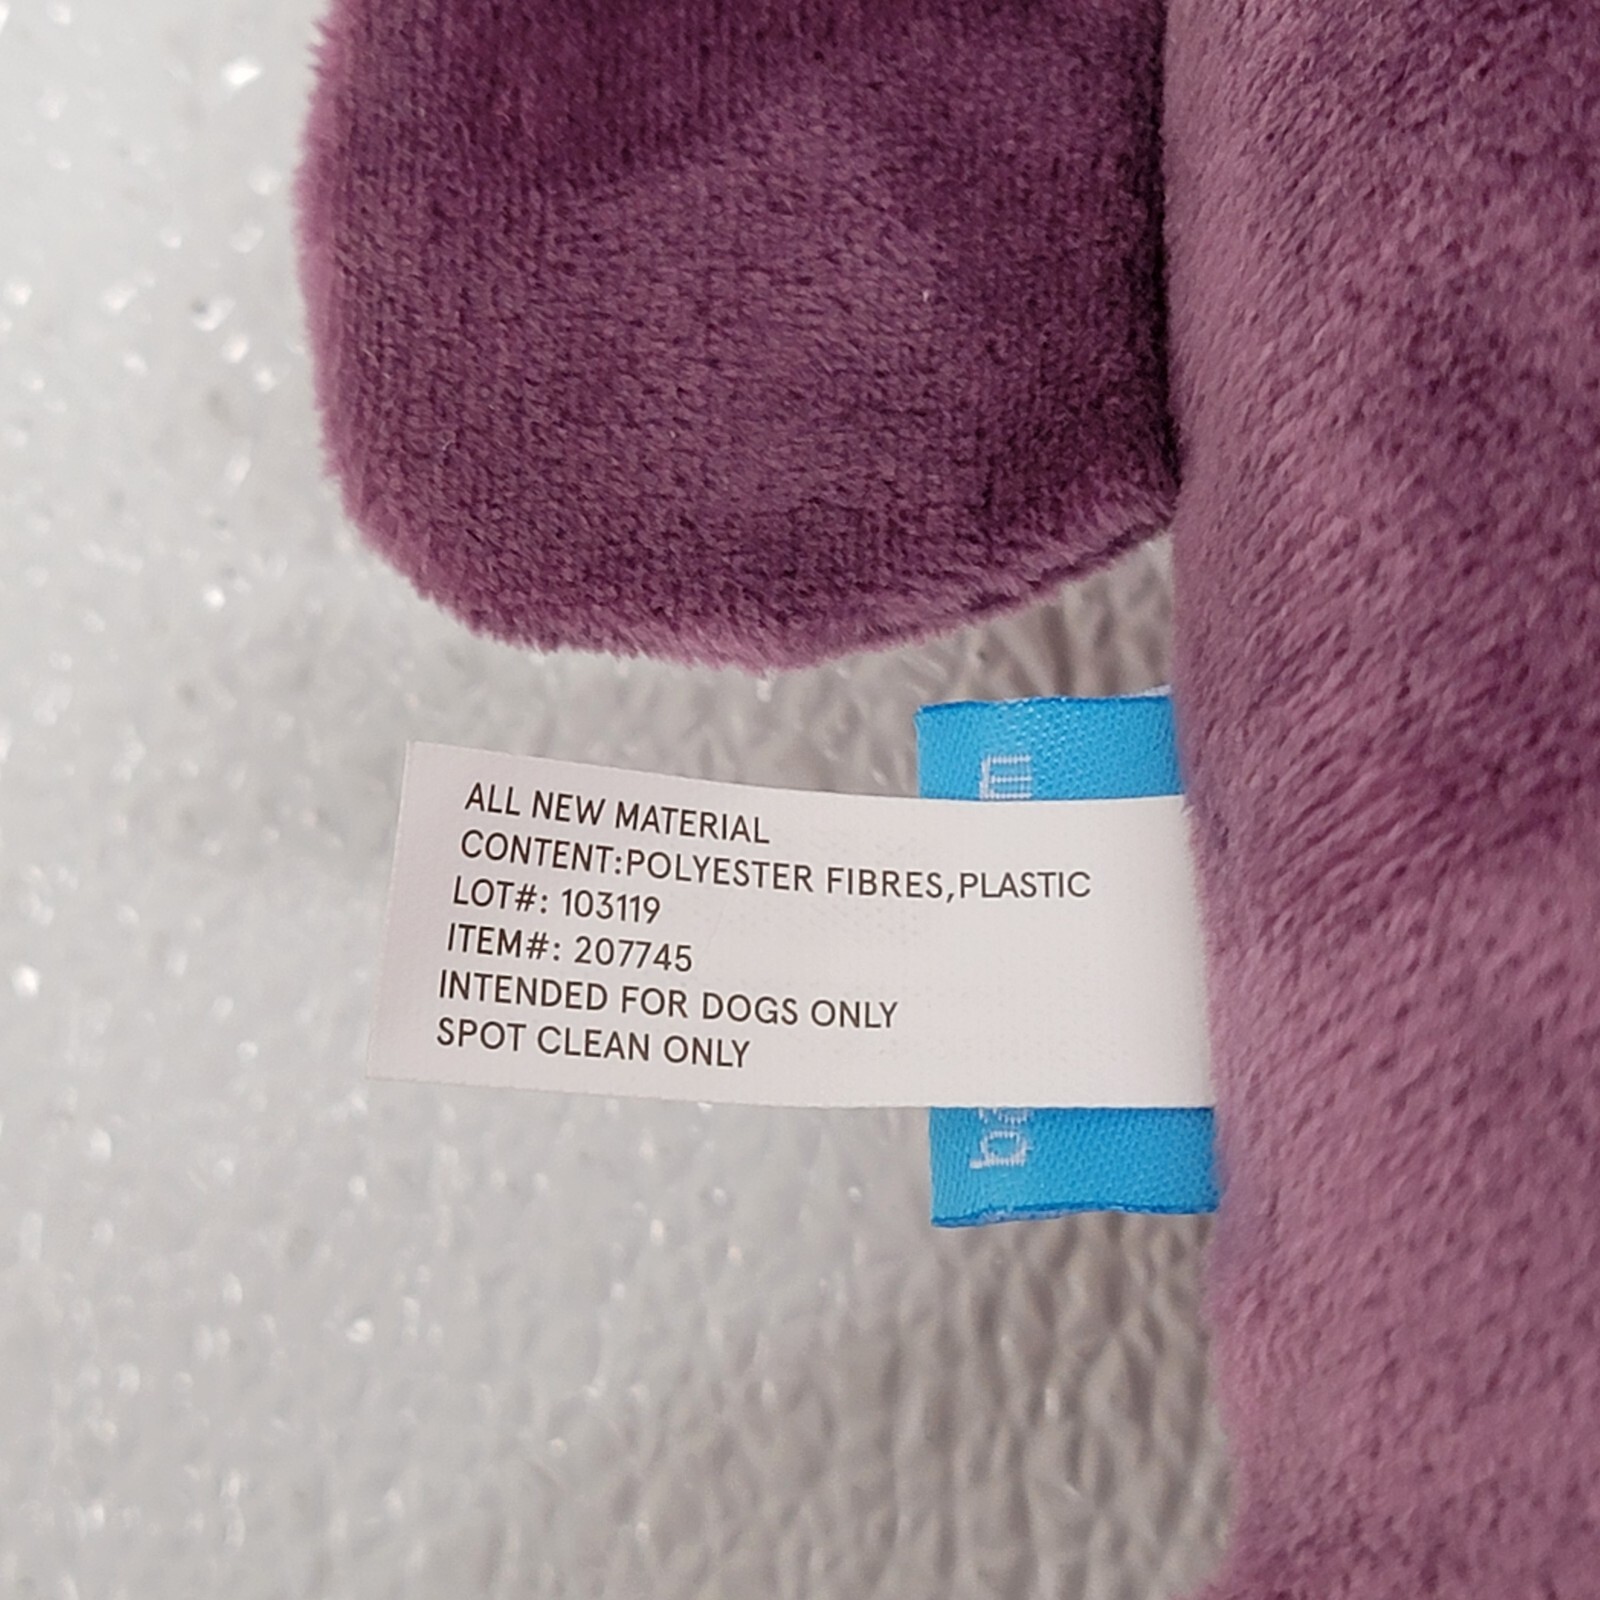 ALL NEW MATERIAL
CONTENT:POLYESTER FIBRES,PLASTIC
LOT#: 103119
ITEM#: 207745
INTENDED FOR DOGS ONLY
SPOT CLEAN ONLY